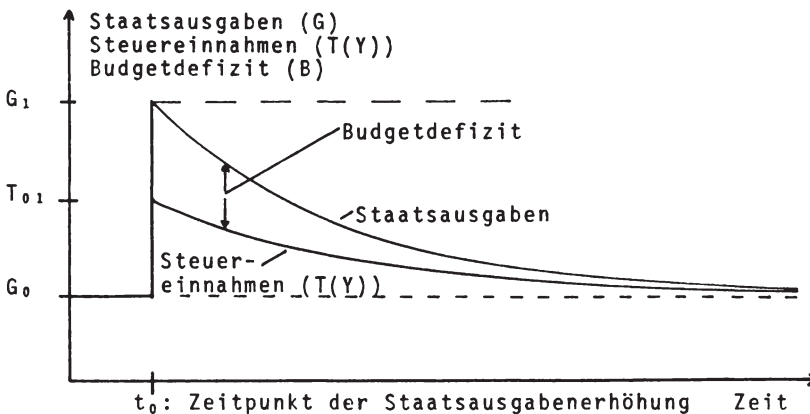 Staatsausgaben (G)
Steuereinnahmen (T(Y))
Budgetdefizit (B)
G₁
Budgetdefizit
T₀₁
Staatsausgaben
Steuer-
einnahmen (T(Y))
G₀
t₀: Zeitpunkt der Staatsausgabenerhöhung Zeit